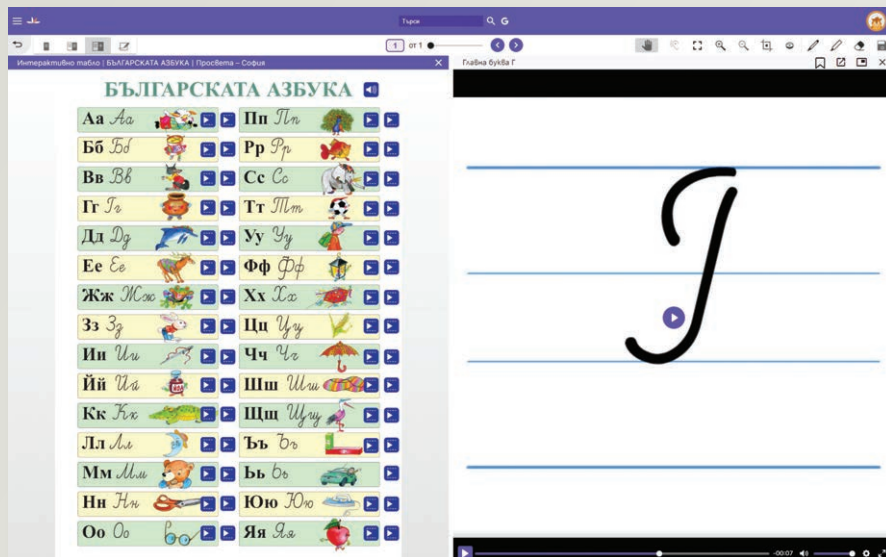 Търси
1 от 1
Интерактивно табло | БЪЛГАРСКАТА АЗБУКА | Просвета – София
Главна буква Г
БЪЛГАРСКАТА АЗБУКА
Аа Аа
Пп Пп
Бб Бб
Рр Рр
Вв Вв
Сс Сс
Гг Гг
Тт Тт
Дд Дд
Уу Уу
Ее Ее
Фф Фф
Жж Жж
Хх Хх
Зз Зз
Цц Цц
Ии Ии
Чч Чч
Йй Йй
Шш Шш
Кк Кк
Щщ Щщ
Лл Лл
Ъъ Ъъ
Мм Мм
Ьь Ьь
Нн Нн
Юю Юю
Оо Оо
Яя Яя
Г
-00:07